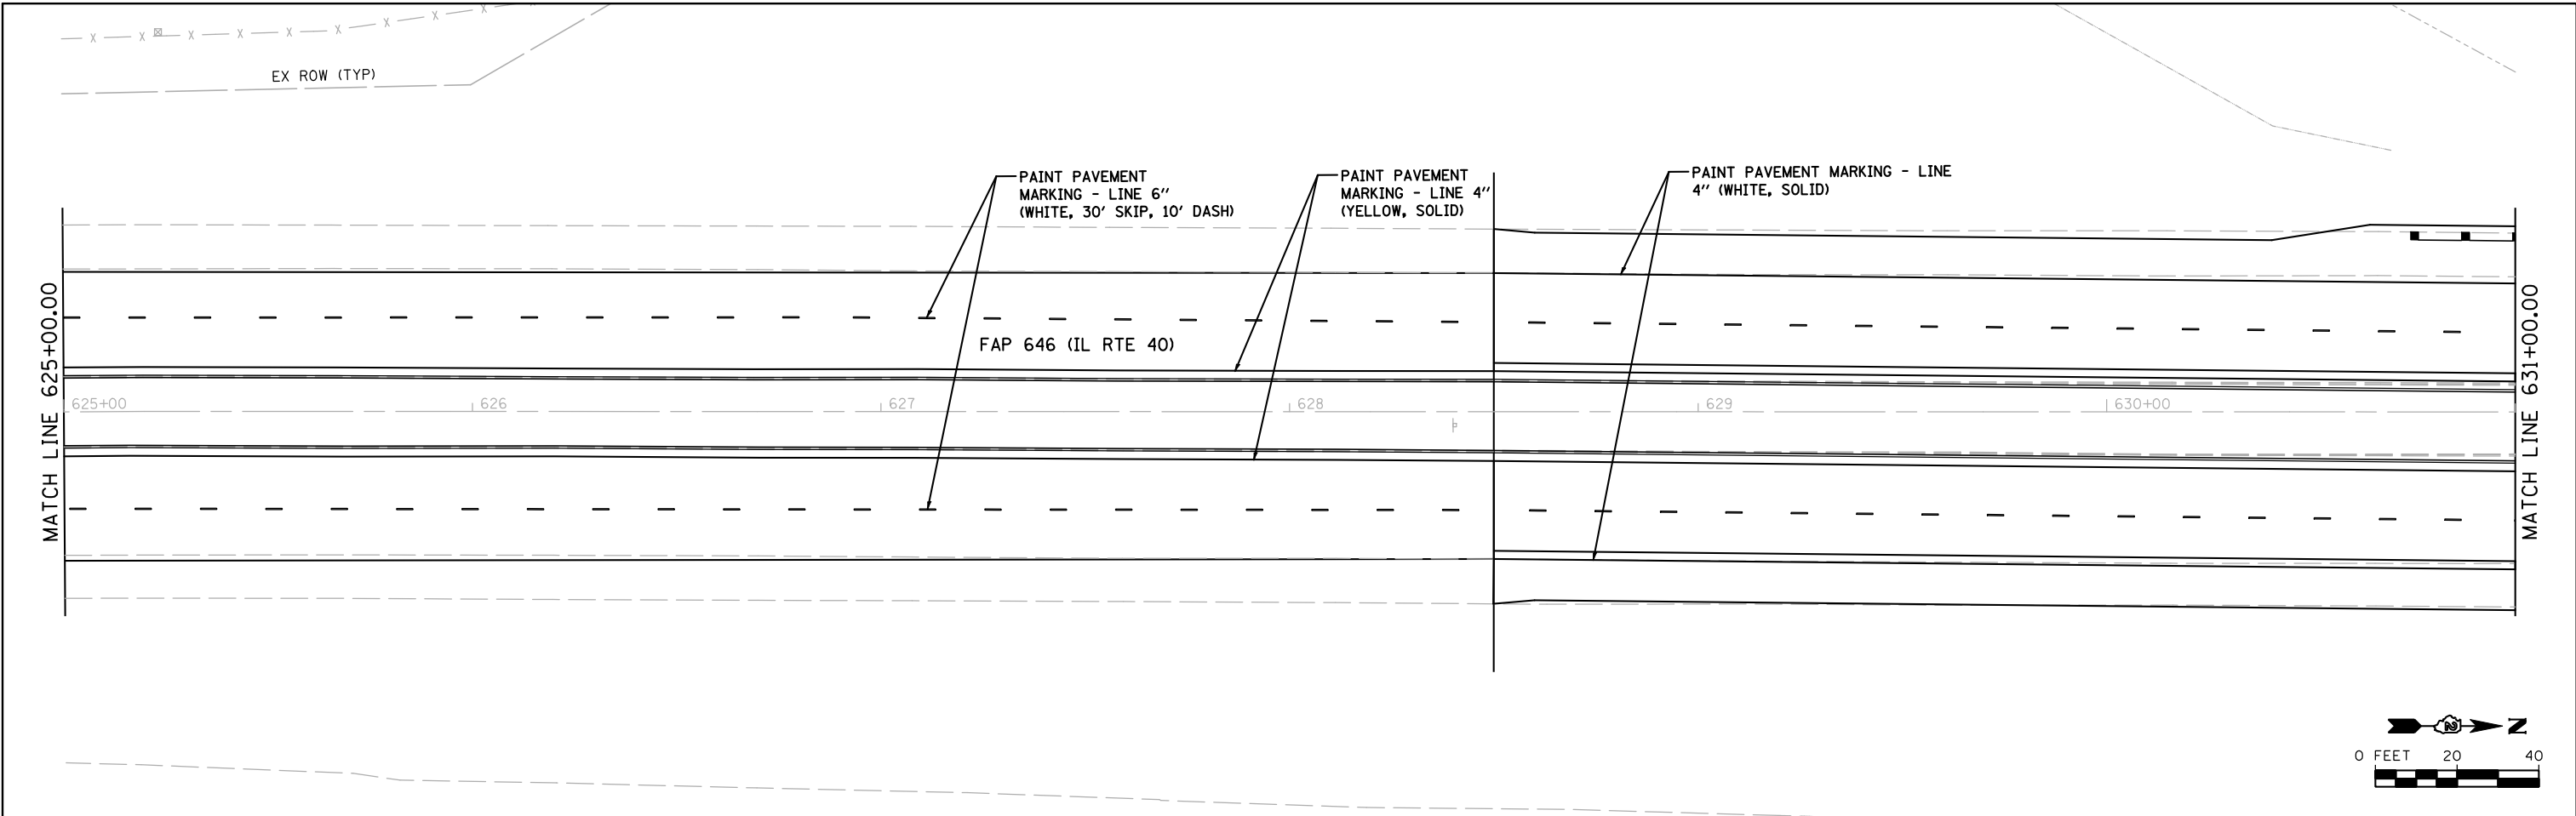 EX ROW (TYP)
PAINT PAVEMENT
MARKING - LINE 6"
(WHITE, 30' SKIP, 10' DASH)
PAINT PAVEMENT
MARKING - LINE 4"
(YELLOW, SOLID)
PAINT PAVEMENT MARKING - LINE
4" (WHITE, SOLID)
MATCH LINE 625+00.00
FAP 646 (IL RTE 40)
625+00
626
627
628
629
630+00
MATCH LINE 631+00.00
N
0 FEET 20 40